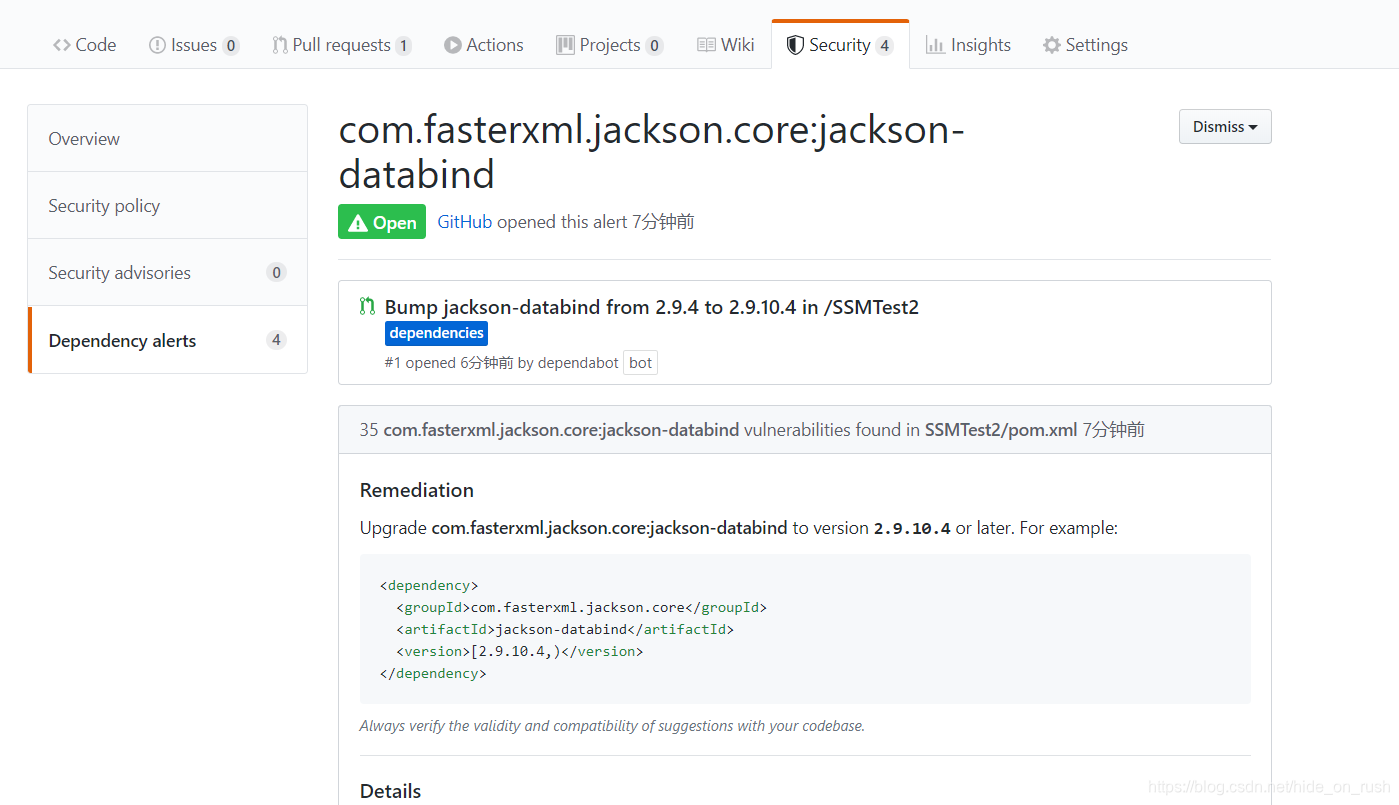 Code Issues 0 Pull requests 1 Actions Projects 0 Wiki Security 4 Insights Settings
Overview
Security policy
Security advisories 0
Dependency alerts 4
com.fasterxml.jackson.core:jackson-
databind
Dismiss
Open GitHub opened this alert 7分钟前
Bump jackson-databind from 2.9.4 to 2.9.10.4 in /SSMTest2
dependencies
#1 opened 6分钟前 by dependabot bot
35 com.fasterxml.jackson.core:jackson-databind vulnerabilities found in SSMTest2/pom.xml 7分钟前
Remediation
Upgrade com.fasterxml.jackson.core:jackson-databind to version 2.9.10.4 or later. For example:
<dependency>
  <groupId>com.fasterxml.jackson.core</groupId>
  <artifactId>jackson-databind</artifactId>
  <version>[2.9.10.4,)</version>
</dependency>
Always verify the validity and compatibility of suggestions with your codebase.
Details
https://blog.csdn.net/hide_on_rush